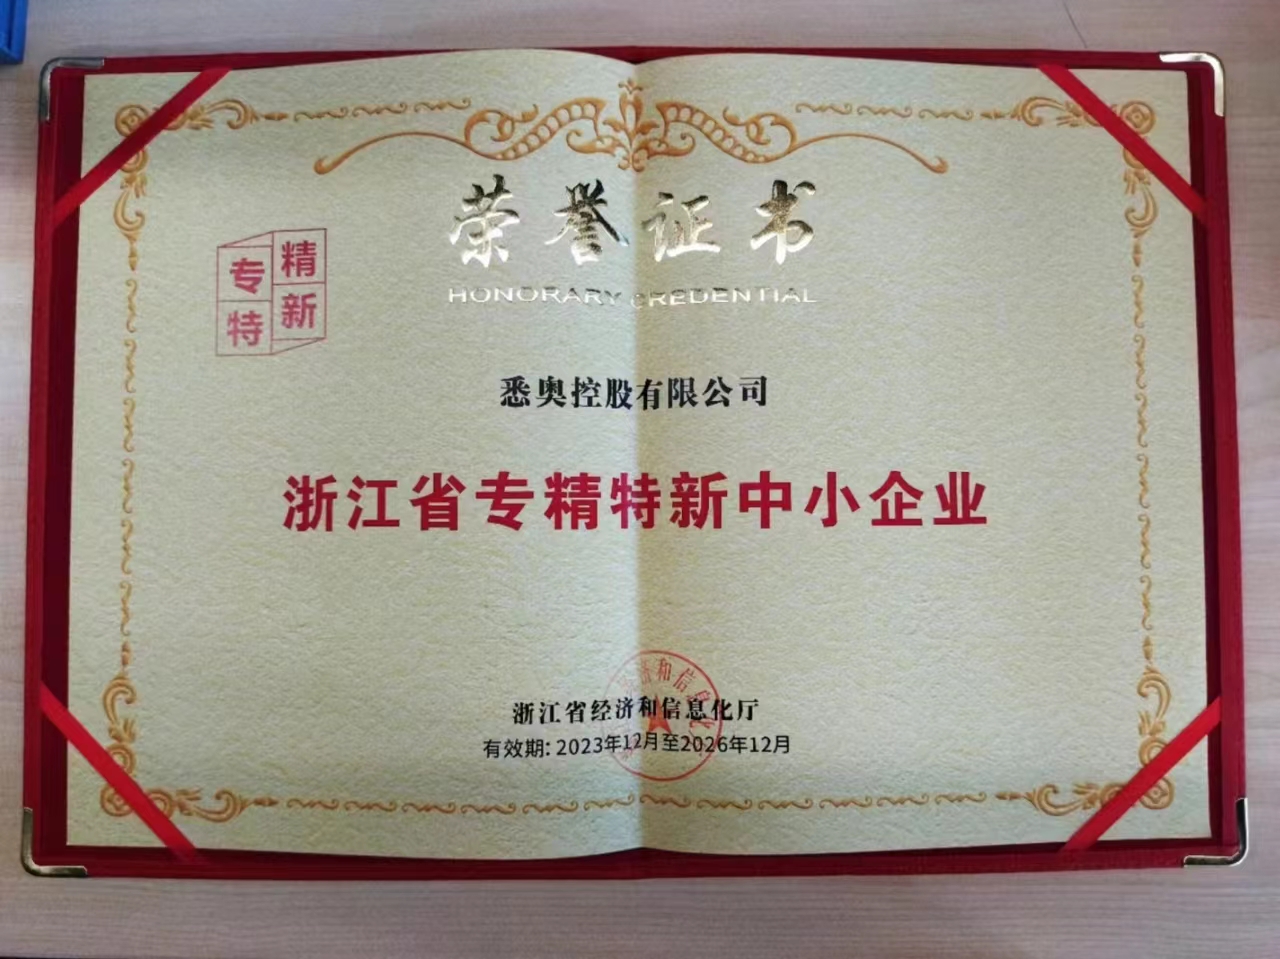 荣誉证书
HONORARY CREDENTIAL
专精
特新
悉奥控股有限公司
浙江省专精特新中小企业
浙江省经济和信息化厅
有效期: 2023年12月至2026年12月